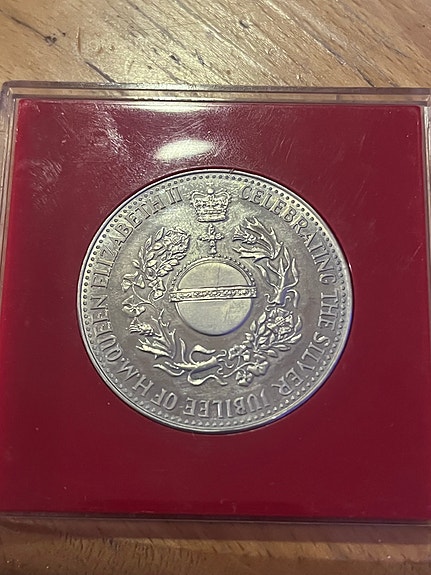 CELEBRATING THE SILVER JUBILEE OF H.M. QUEEN ELIZABETH II